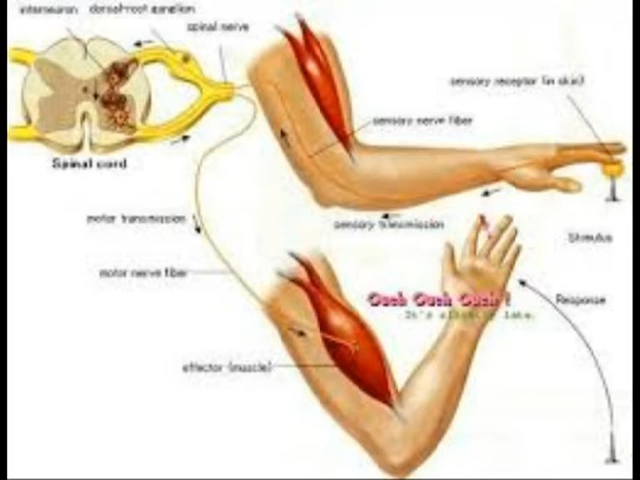 interneuron
dorsal-root ganglion
spinal nerve
sensory receptor (in skin)
sensory nerve fiber
Spinal cord
motor transmission
sensory transmission
Stimulus
motor nerve fiber
Ouch Ouch Ouch !
It's
Response
effector (muscle)